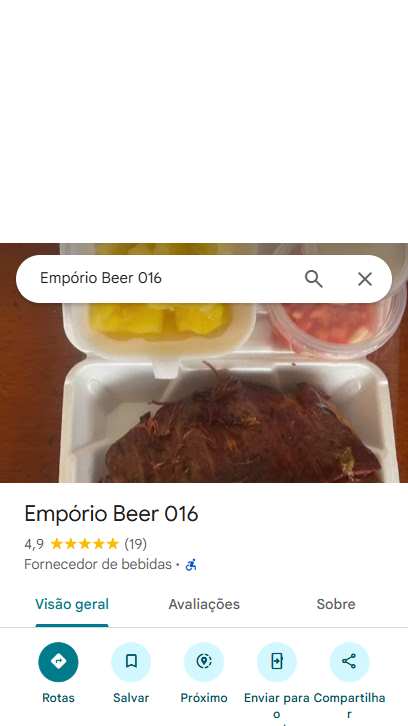 Empório Beer 016
Empório Beer 016
4,9 (19)
Fornecedor de bebidas ·
Visão geral Avaliações Sobre
Rotas Salvar Próximo Enviar para Compartilha
o r